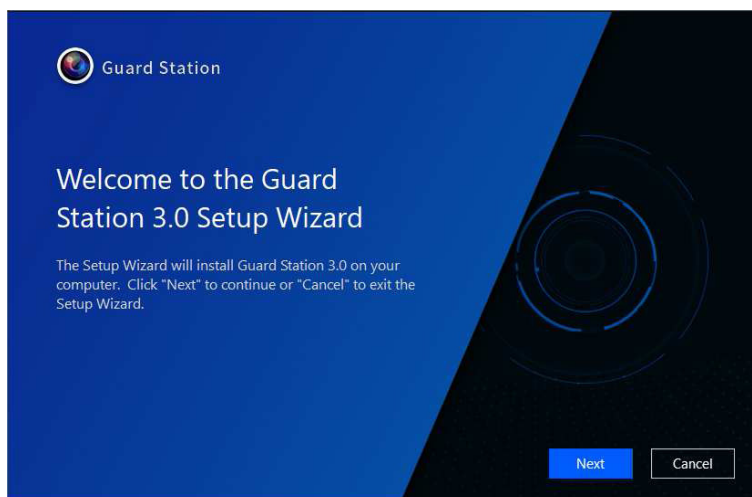 Guard Station
Welcome to the Guard
Station 3.0 Setup Wizard
The Setup Wizard will install Guard Station 3.0 on your
computer.  Click "Next" to continue or "Cancel" to exit the
Setup Wizard.
Next
Cancel